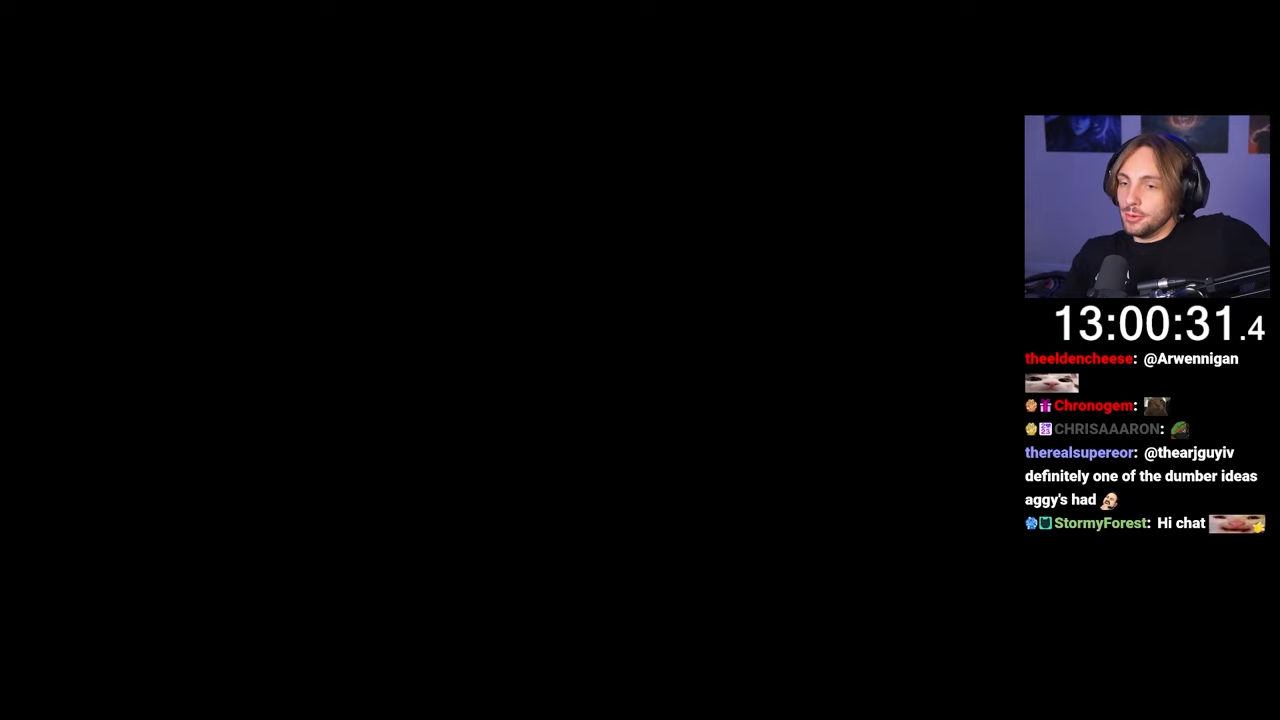 13:00:31.4
theeldencheese: @Arwennigan
Chronogem:
CHRISAAARON:
therealsupereor: @thearjguyiv
definitely one of the dumber ideas
aggy's had
StormyForest: Hi chat